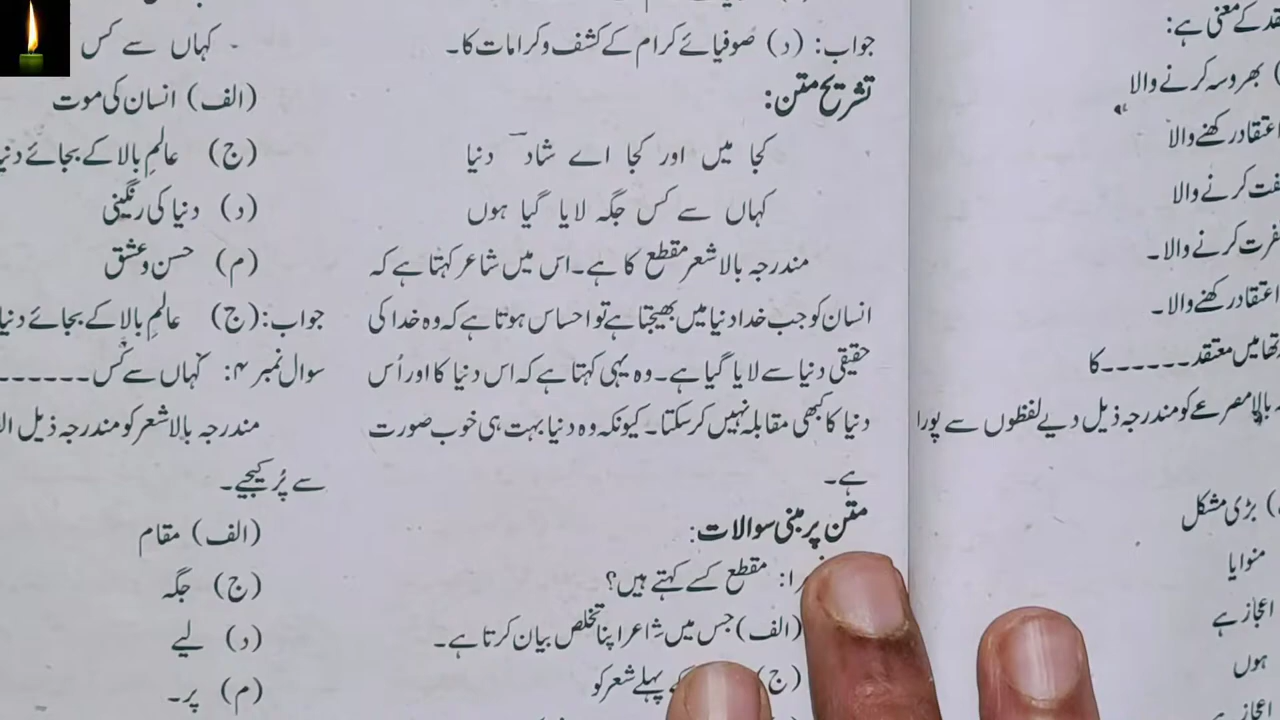 قد کے معنی ہے:
بھروسہ کرنے والا
اعتقاد رکھنے والا
کرنے والا
کرنے والا۔
اعتقاد رکھنے والا۔
میں معتقد۔۔۔۔۔۔کا
بالا مصرعے کو مندرجہ ذیل دیے لفظوں سے پورا
بڑی مشکل
منوایا
اعجاز ہے
ہوں
جواب: (د) صوفیائے کرام کے کشف و کرامات کا۔
تشریح متن:
کجا میں اور کجا اے شاد دنیا
کہاں سے کس جگہ لایا گیا ہوں
مندرجہ بالا شعر مقطع کا ہے۔ اس میں شاعر کہتا ہے کہ
انسان کو جب خدا دنیا میں بھیجتا ہے تو احساس ہوتا ہے کہ وہ خدا کی
حقیقی دنیا سے لایا گیا ہے۔ وہ یہی کہتا ہے کہ اس دنیا کا اور اُس
دنیا کا کبھی مقابلہ نہیں کرسکتا۔ کیونکہ وہ دنیا بہت ہی خوب صورت
ہے۔
متن پر مبنی سوالات:
ا: مقطع کسے کہتے ہیں؟
(الف) جس میں شاعر اپنا تخلص بیان کرتا ہے۔
(ج) کے پہلے شعر کو
کہاں سے کس
(الف) انسان کی موت
(ج) عالمِ بالا کے بجائے
(د) دنیا کی رنگینی
(م) حسن و عشق
جواب: (ج) عالمِ بالا کے بجائے
سوال نمبر ۴: کہاں سے کس۔۔۔۔۔۔
مندرجہ بالا شعر کو مندرجہ ذیل
سے پُر کیجیے۔
(الف) مقام
(ج) جگہ
(د) لیے
(م) پر۔